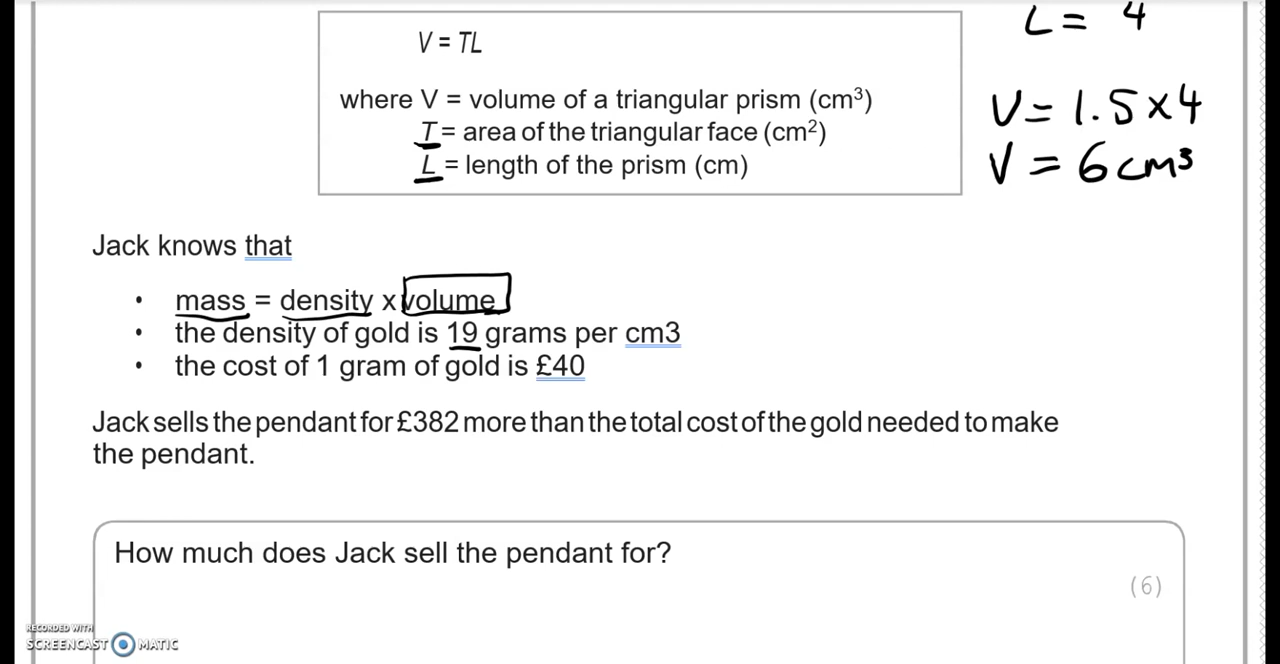 L = 4
V = TL
where V = volume of a triangular prism (cm³)
T = area of the triangular face (cm²)
L = length of the prism (cm)
V = 1.5 x 4
V = 6 cm³
Jack knows that
• mass = density x volume
• the density of gold is 19 grams per cm3
• the cost of 1 gram of gold is £40
Jack sells the pendant for £382 more than the total cost of the gold needed to make
the pendant.
How much does Jack sell the pendant for?
(6)
RECORDED WITH
SCREENCAST MATIC